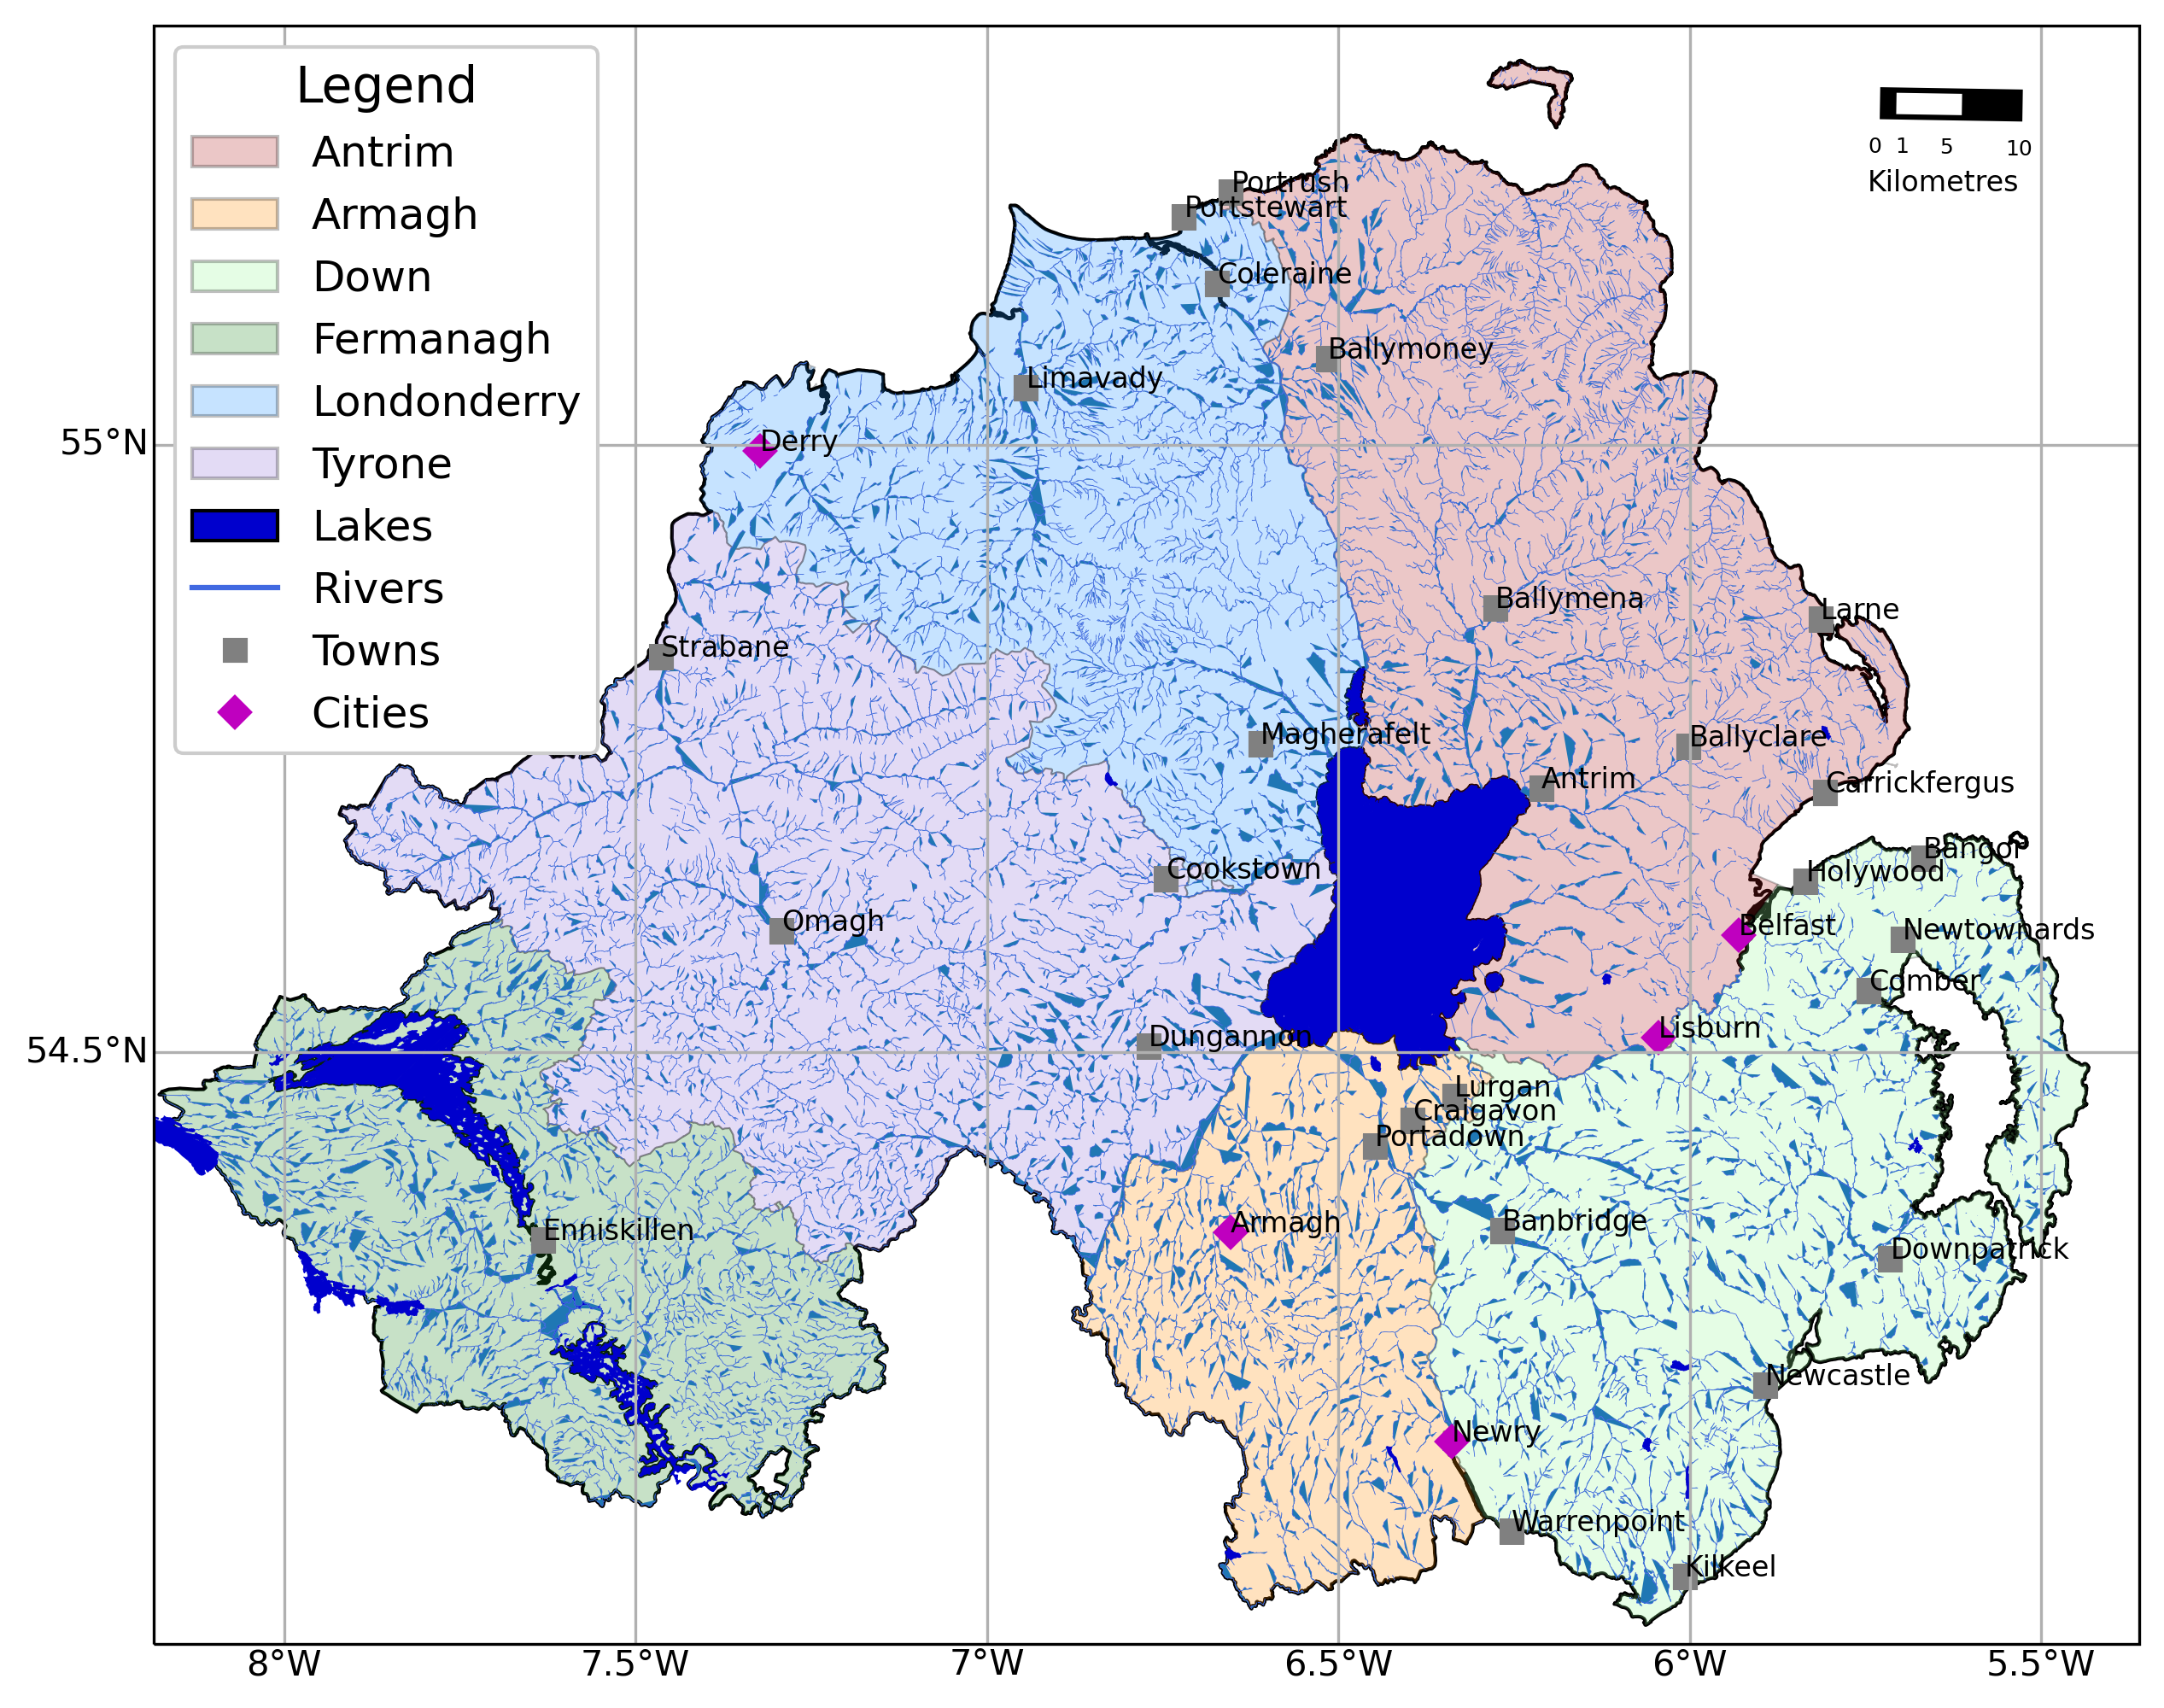 Legend
Antrim
Armagh
Down
Fermanagh
Londonderry
Tyrone
Lakes
Rivers
Towns
Cities
0 1 5 10
Kilometres
Portrush
Portstewart
Coleraine
Ballymoney
Limavady
55°N
Derry
Ballymena
Larne
Strabane
Magherafelt
Ballyclare
Antrim
Carrickfergus
Bangor
Cookstown
Holywood
Omagh
Belfast
Newtownards
Comber
Dungannon
Lisburn
54.5°N
Lurgan
Craigavon
Portadown
Armagh
Banbridge
Enniskillen
Downpatrick
Newcastle
Newry
Warrenpoint
Kilkeel
8°W 7.5°W 7°W 6.5°W 6°W 5.5°W